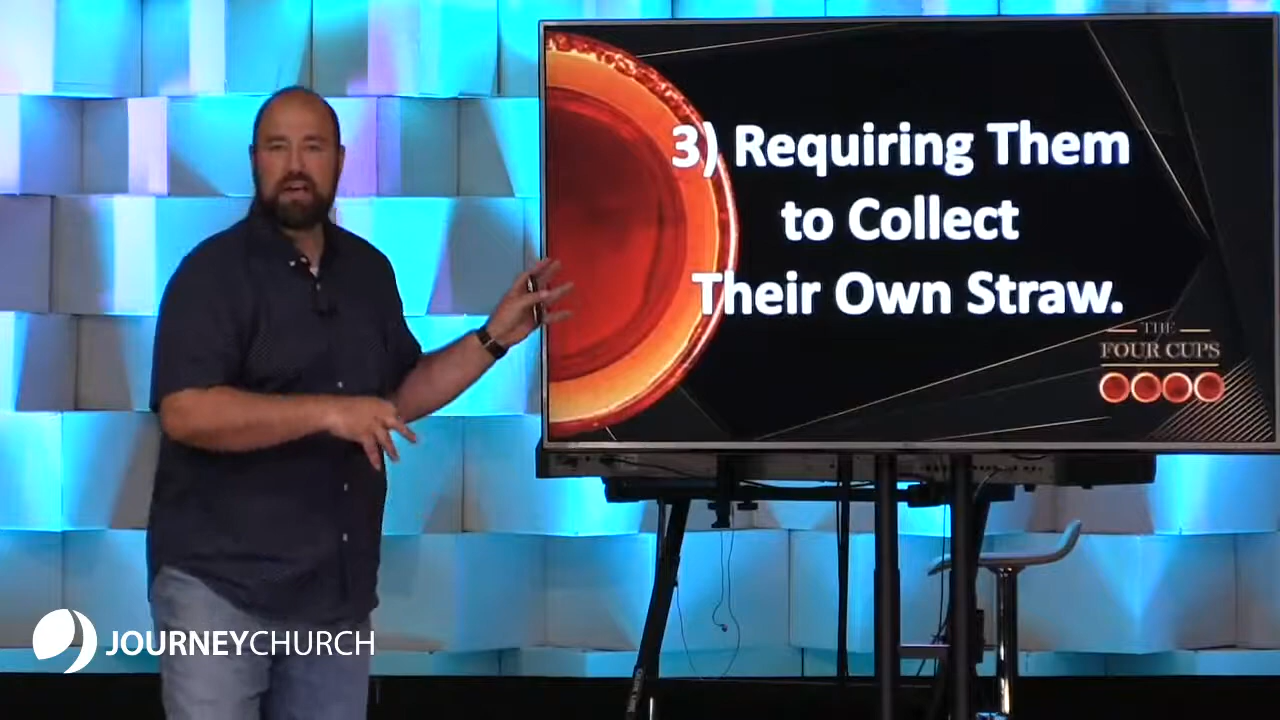 3) Requiring Them
to Collect
Their Own Straw.
THE
FOUR CUPS
JOURNEYCHURCH